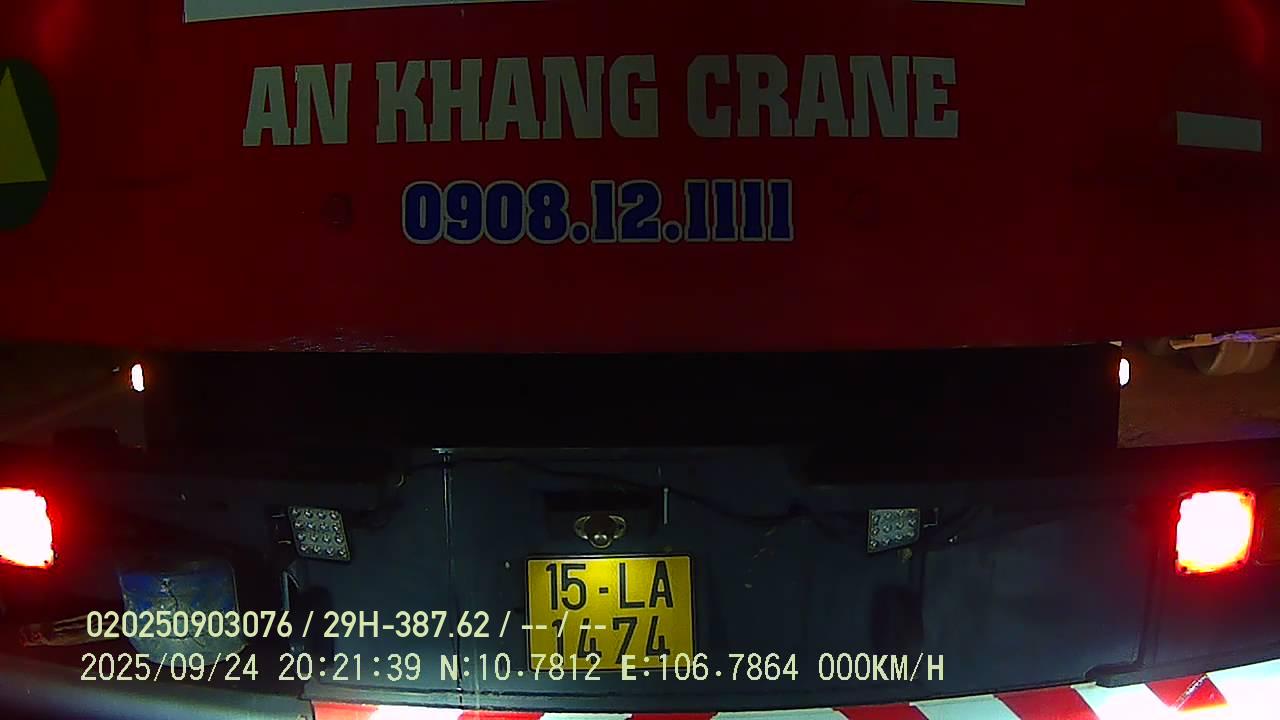 AN KHANG CRANE
0908.12.1111
15-LA
1474
020250903076 / 29H-387.62 / -- / --
2025/09/24 20:21:39 N:10.7812 E:106.7864 000KM/H